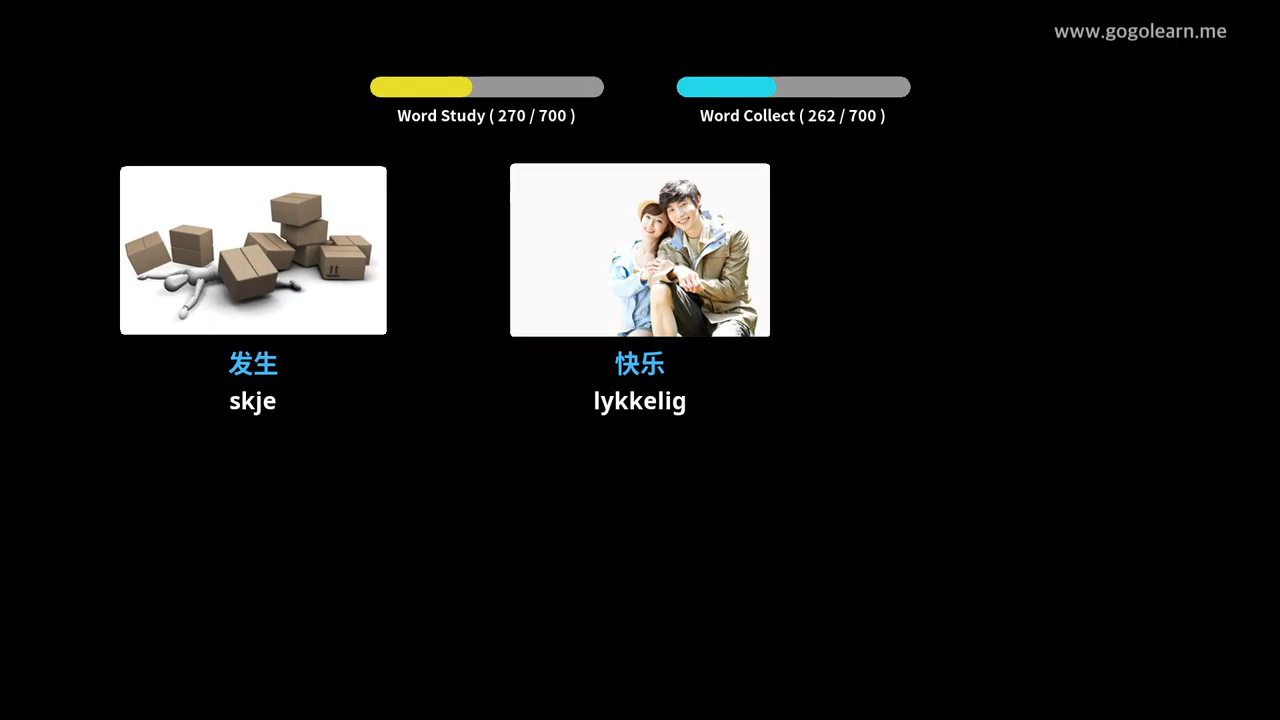 www.gogolearn.me
Word Study ( 270 / 700 )
Word Collect ( 262 / 700 )
发生
skje
快乐
lykkelig